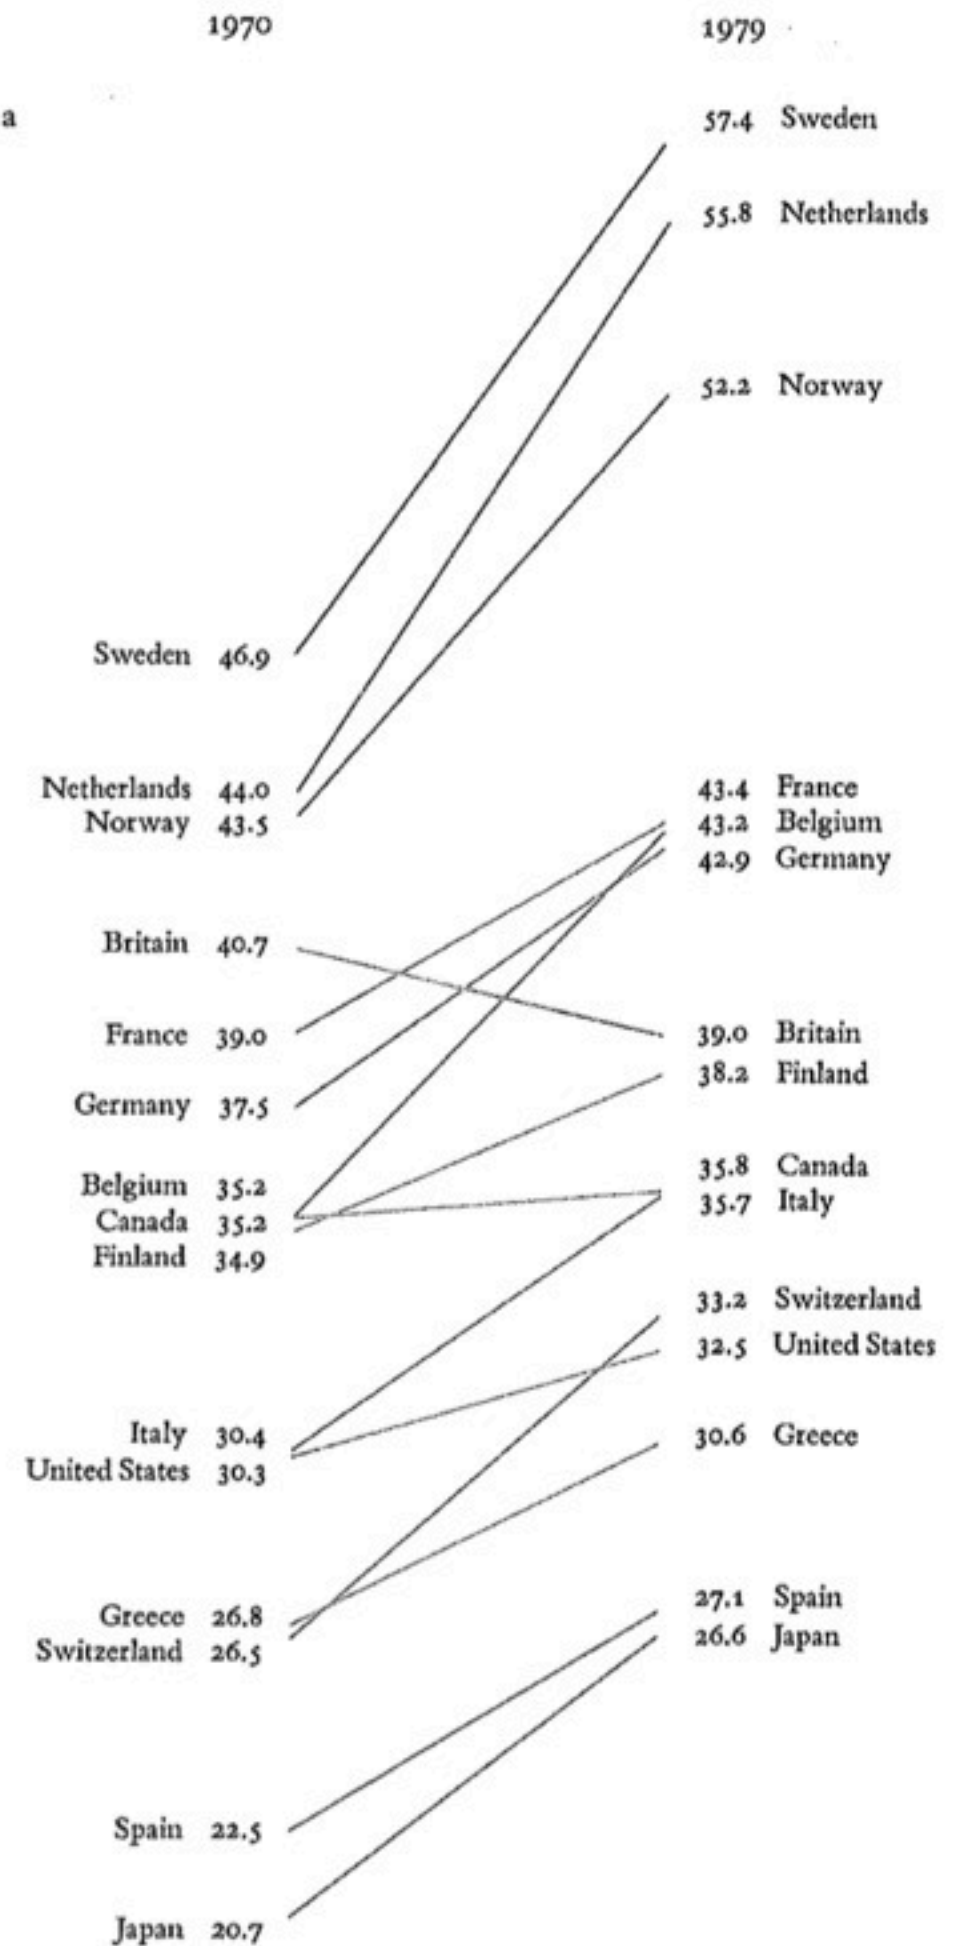 1970 1979
a
57.4 Sweden
55.8 Netherlands
52.2 Norway
Sweden 46.9
Netherlands 44.0 43.4 France
Norway 43.5 43.2 Belgium
42.9 Germany
Britain 40.7
France 39.0 39.0 Britain
38.2 Finland
Germany 37.5
35.8 Canada
Belgium 35.2 35.7 Italy
Canada 35.2
Finland 34.9
33.2 Switzerland
32.5 United States
Italy 30.4 30.6 Greece
United States 30.3
Greece 26.8 27.1 Spain
Switzerland 26.5 26.6 Japan
Spain 22.5
Japan 20.7